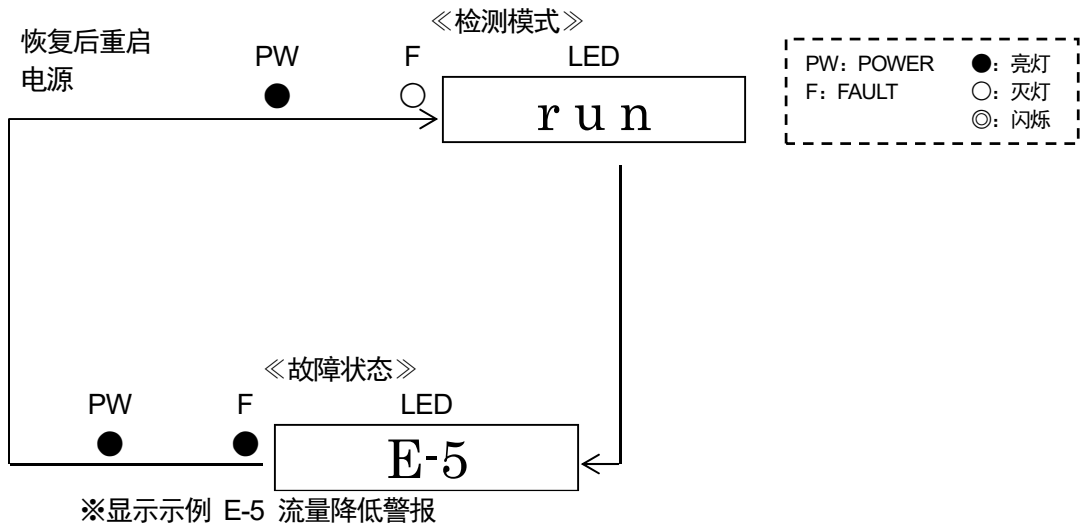 ≪检测模式≫
恢复后重启
电源
PW F LED
● ○ run
PW：POWER ●：亮灯
F：FAULT ○：灭灯
◎：闪烁
≪故障状态≫
PW F LED
● ● E-5
※显示示例 E-5 流量降低警报